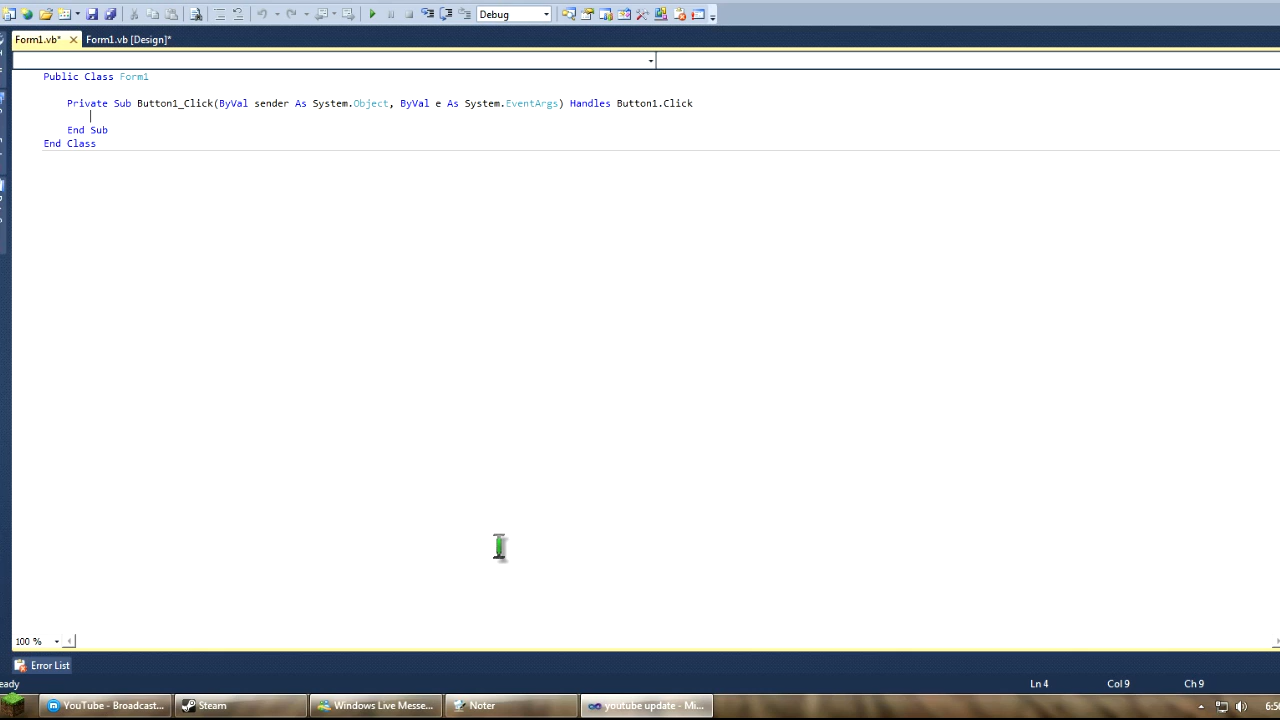 Debug
Form1.vb*
Form1.vb [Design]*
Public Class Form1
Private Sub Button1_Click(ByVal sender As System.Object, ByVal e As System.EventArgs) Handles Button1.Click
End Sub
End Class
100 %
Error List
eady
Ln 4
Col 9
Ch 9
YouTube - Broadcast...
Steam
Windows Live Messe...
Noter
youtube update - Mi...
6:5